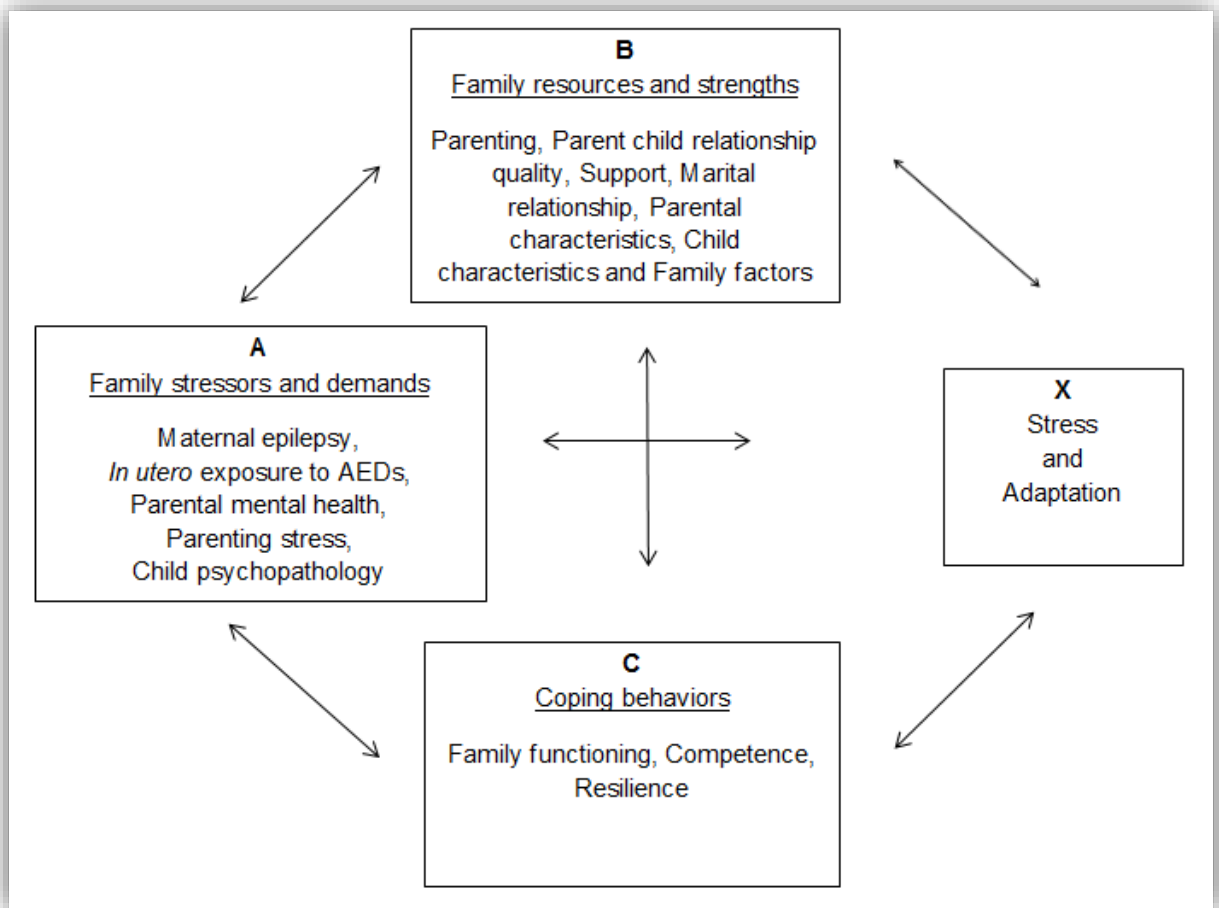 B
Family resources and strengths
Parenting, Parent child relationship
quality, Support, Marital
relationship, Parental
characteristics, Child
characteristics and Family factors
A
Family stressors and demands
Maternal epilepsy,
In utero exposure to AEDs,
Parental mental health,
Parenting stress,
Child psychopathology
X
Stress
and
Adaptation
C
Coping behaviors
Family functioning, Competence,
Resilience